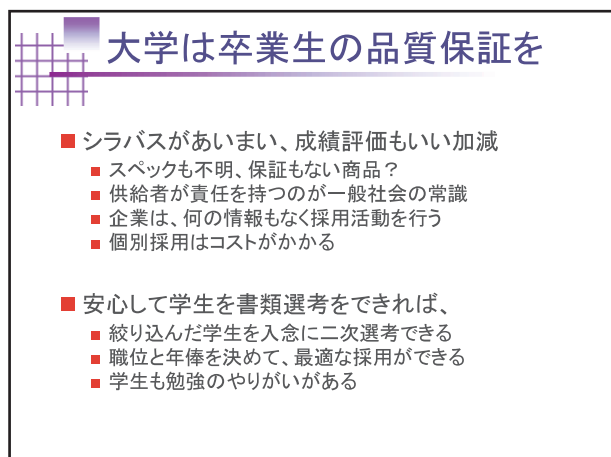 大学は卒業生の品質保証を
シラバスがあいまい、成績評価もいい加減
スペックも不明、保証もない商品？
供給者が責任を持つのが一般社会の常識
企業は、何の情報もなく採用活動を行う
個別採用はコストがかかる
安心して学生を書類選考をできれば、
絞り込んだ学生を入念に二次選考できる
職位と年俸を決めて、最適な採用ができる
学生も勉強のやりがいがある